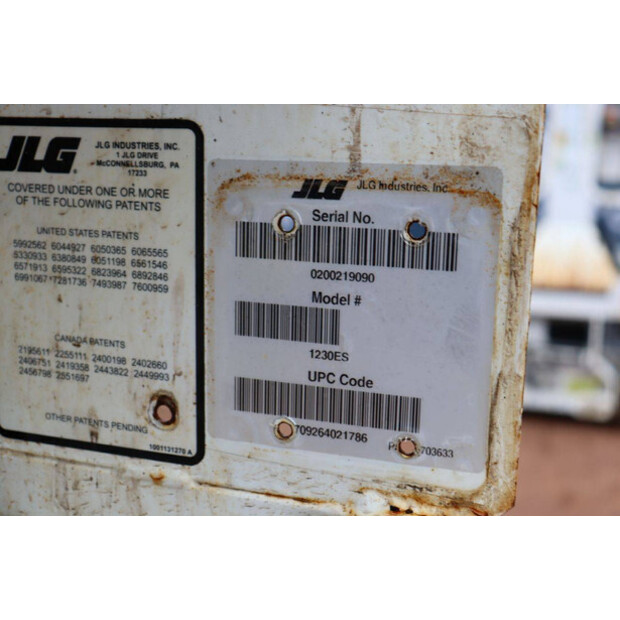 JLG
JLG INDUSTRIES, INC.
1 JLG DRIVE
McCONNELLSBURG, PA
17233
COVERED UNDER ONE OR MORE
OF THE FOLLOWING PATENTS
UNITED STATES PATENTS
5992562 6044927 6050365 6065565
6330933 6380849 6051198 6561546
6571913 6595322 6823964 6892846
6991067 7281736 7493987 7600959
CANADA PATENTS
2195611 2255111 2400198 2402660
2406751 2419358 2443822 2449993
2456798 2551697
OTHER PATENTS PENDING
1001131270 A
JLG JLG Industries, Inc.
Serial No.
0200219090
Model #
1230ES
UPC Code
709264021786
703633